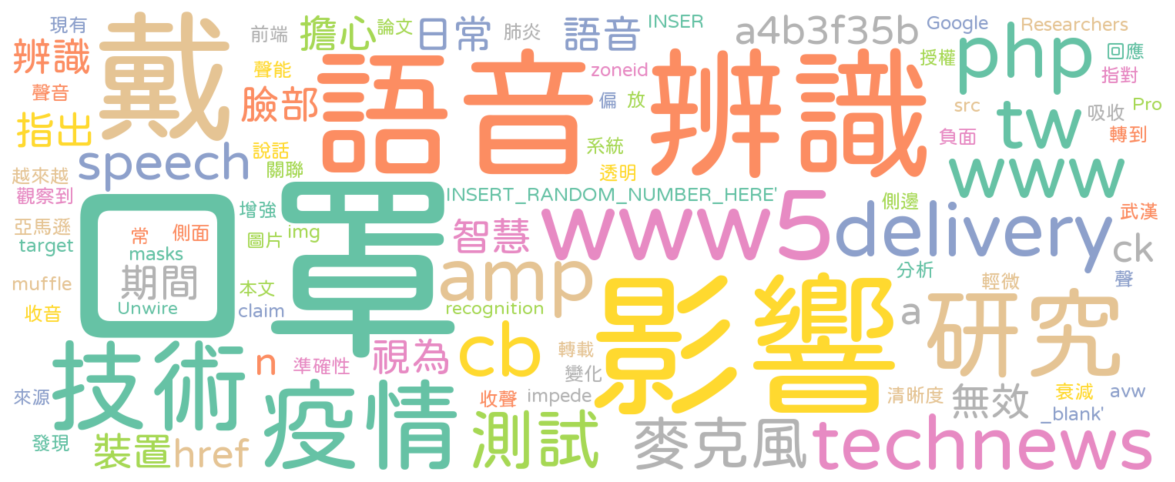 現有
前端
擔心
論文
日常
肺炎
語音
INSER
a4b3f35b
Google
Researchers
辨識
戴
聲能
臉部
語音辨識
zoneid
偏
放
授權
php
回應
指對
聲音
指出
src
tw
吸收
Pro
負面
轉到
speech
說話
關聯
系統
透明
www
越來越
觀察到
INSERT_RANDOM_NUMBER_HERE'
亞馬遜
target
口罩
常
側面
masks
期間
Unwire
增強
圖片
img
智慧
www5
delivery
側邊
武漢
ck
聲
muffle
收音
本文
claim
amp
recognition
影響
分析
輕微
a
研究
技術
n
準確性
視為
cb
轉載
變化
來源
疫情
收聲
impede
清晰度
無效
衰減
avw
_blank'
發現
裝置
href
測試
麥克風
technews